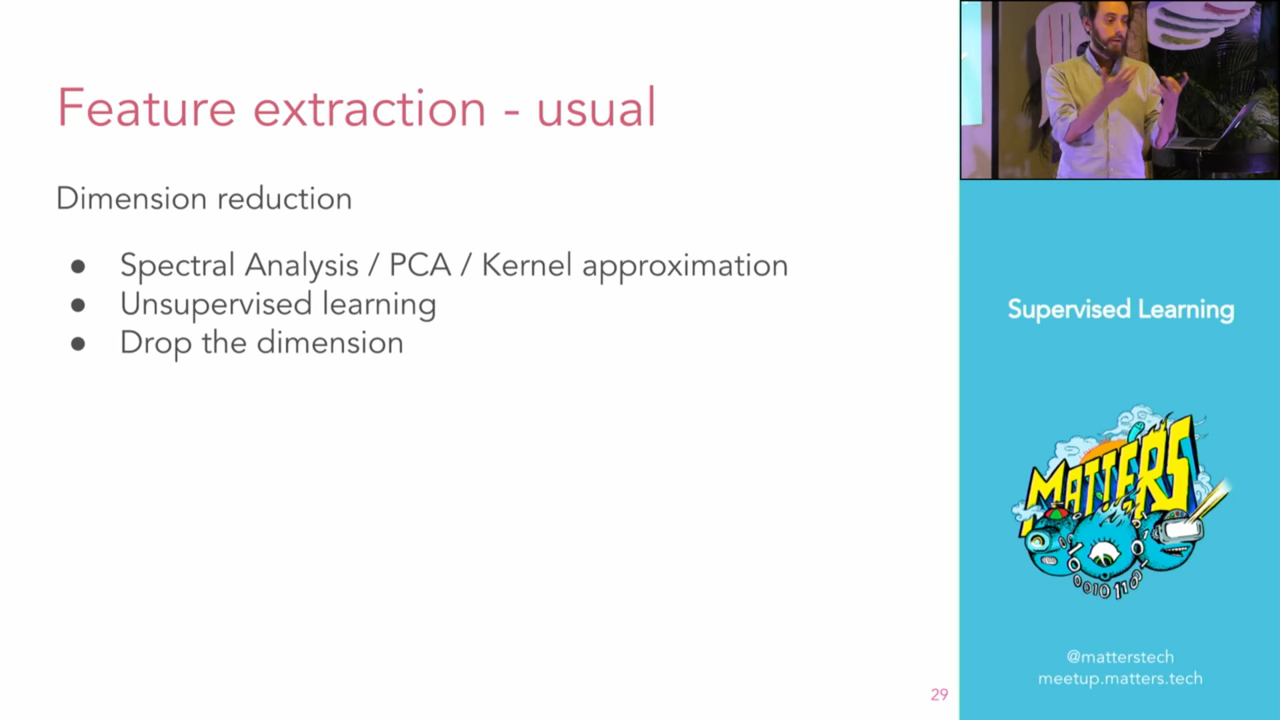 Feature extraction - usual
Dimension reduction
● Spectral Analysis / PCA / Kernel approximation
● Unsupervised learning
● Drop the dimension
29
Supervised Learning
MATTERS
@matterstech
meetup.matters.tech